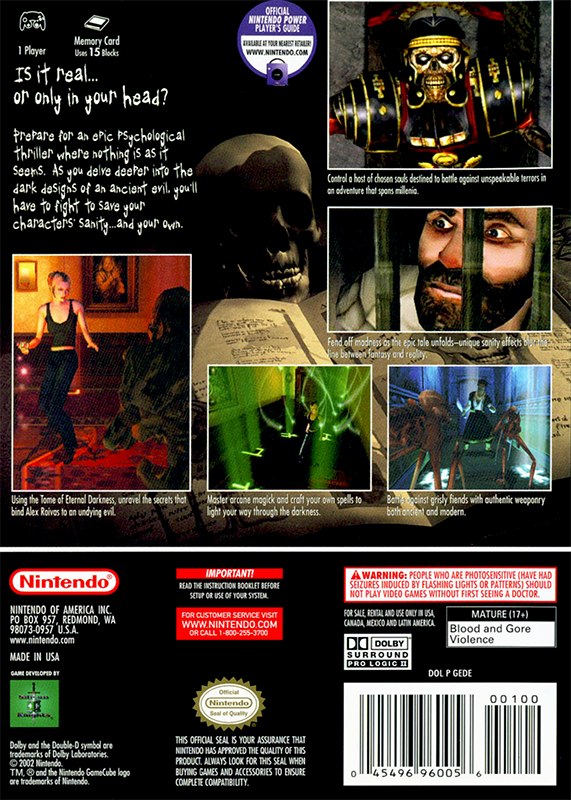 1 Player
Memory Card
Uses 15 Blocks
OFFICIAL
NINTENDO POWER
PLAYER'S GUIDE
AVAILABLE AT YOUR NEAREST RETAILER!
WWW.NINTENDO.COM
Is it real...
or only in your head?
Prepare for an epic psychological
thriller where nothing is as it
seems. As you delve deeper into the
dark designs of an ancient evil, you'll
have to fight to save your
characters' sanity...and your own.
Control a host of chosen souls destined to battle against unspeakable terrors in
an adventure that spans millenia.
Fend off madness as the epic tale unfolds–unique sanity effects blur the
line between fantasy and reality.
Using the Tome of Eternal Darkness, unravel the secrets that
bind Alex Roivas to an undying evil.
Master arcane magick and craft your own spells to
light your way through the darkness.
Battle against grisly fiends with authentic weaponry
both ancient and modern.
Nintendo®
NINTENDO OF AMERICA INC.
PO BOX 957, REDMOND, WA
98073-0957 U.S.A.
www.nintendo.com
MADE IN USA
GAME DEVELOPED BY
Silicon
Knights
Dolby and the Double-D symbol are
trademarks of Dolby Laboratories.
© 2002 Nintendo.
TM, ® and the Nintendo GameCube logo
are trademarks of Nintendo.
IMPORTANT!
READ THE INSTRUCTION BOOKLET BEFORE
SETUP OR USE OF YOUR SYSTEM.
FOR CUSTOMER SERVICE VISIT
WWW.NINTENDO.COM
OR CALL 1-800-255-3700
Official
Nintendo
Seal of Quality
THIS OFFICIAL SEAL IS YOUR ASSURANCE THAT
NINTENDO HAS APPROVED THE QUALITY OF THIS
PRODUCT. ALWAYS LOOK FOR THIS SEAL WHEN
BUYING GAMES AND ACCESSORIES TO ENSURE
COMPLETE COMPATIBILITY.
WARNING: PEOPLE WHO ARE PHOTOSENSITIVE (HAVE HAD
SEIZURES INDUCED BY FLASHING LIGHTS OR PATTERNS) SHOULD
NOT PLAY VIDEO GAMES WITHOUT FIRST SEEING A DOCTOR.
FOR SALE, RENTAL AND USE ONLY IN USA,
CANADA, MEXICO AND LATIN AMERICA.
MATURE (17+)
Blood and Gore
Violence
DOLBY
SURROUND
PRO LOGIC II
DOL P GEDE
00100
0 45496 96005 6